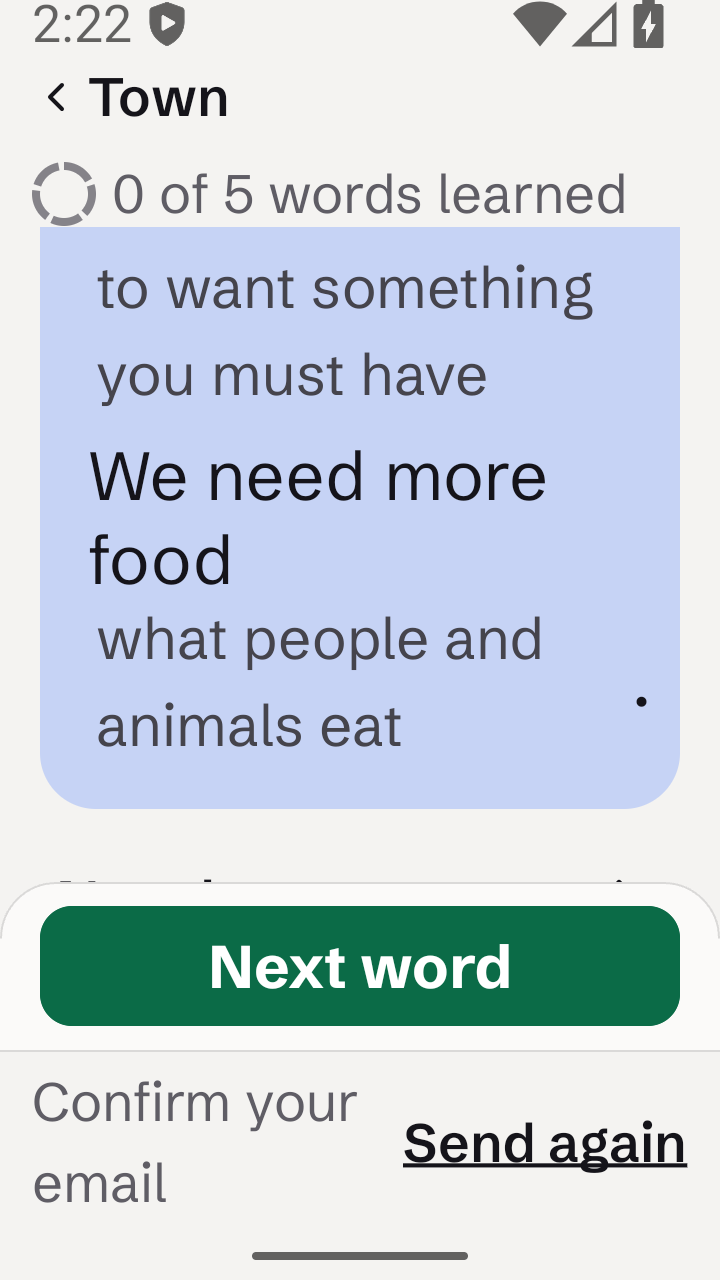 2:22
Town
0 of 5 words learned
to want something
you must have
We need more
food
what people and
animals eat
.
Next word
Confirm your
email
Send again